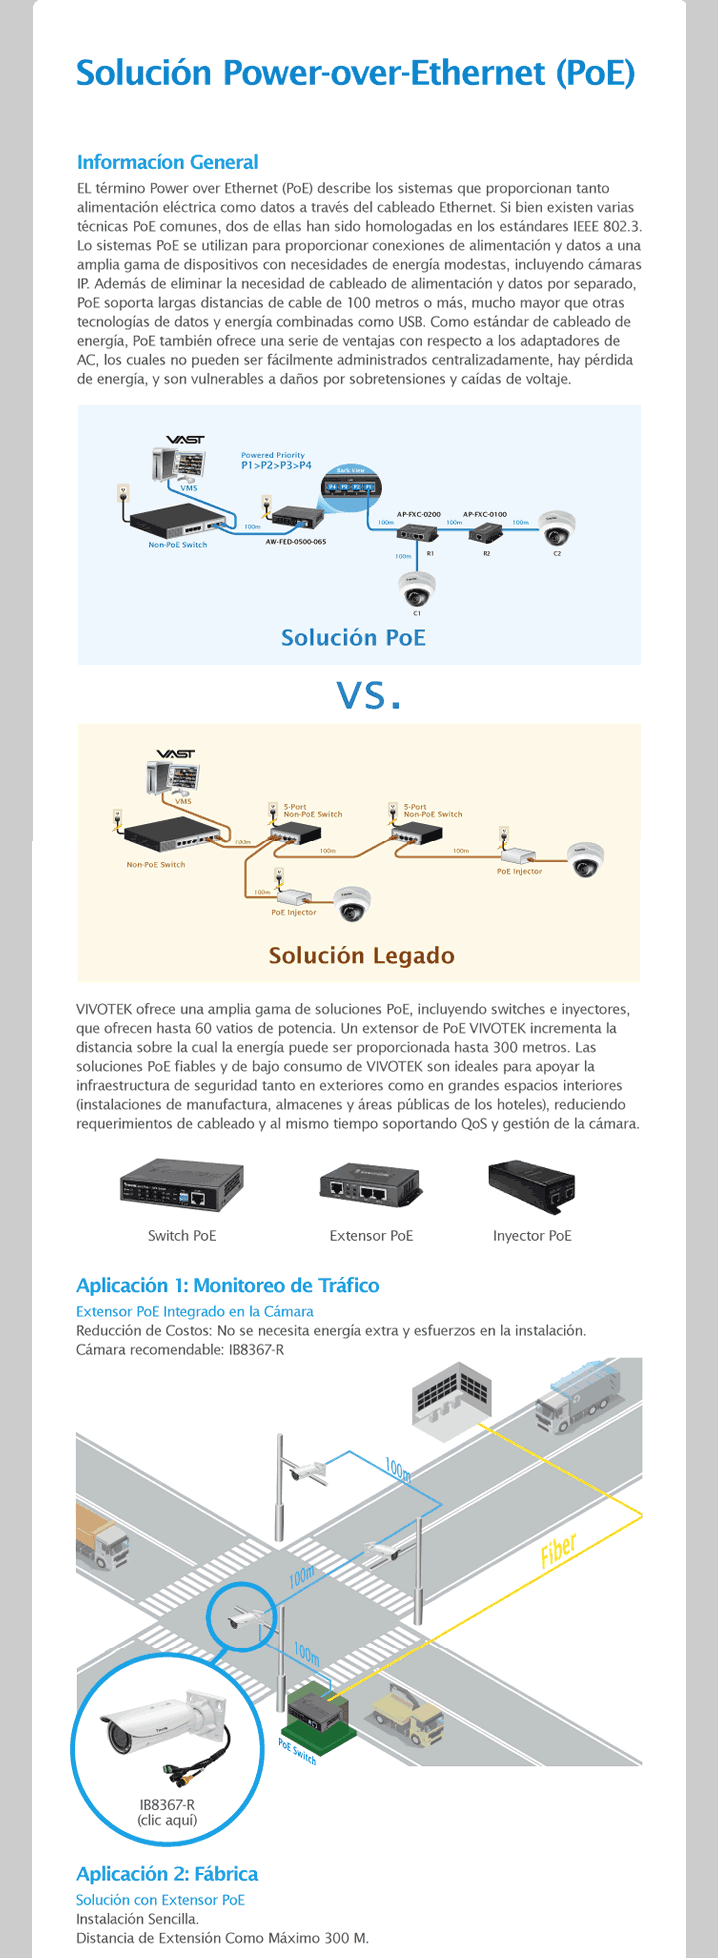 Solución Power-over-Ethernet (PoE)
Informacíon General
EL término Power over Ethernet (PoE) describe los sistemas que proporcionan tanto
alimentación eléctrica como datos a través del cableado Ethernet. Si bien existen varias
técnicas PoE comunes, dos de ellas han sido homologadas en los estándares IEEE 802.3.
Lo sistemas PoE se utilizan para proporcionar conexiones de alimentación y datos a una
amplia gama de dispositivos con necesidades de energía modestas, incluyendo cámaras
IP. Además de eliminar la necesidad de cableado de alimentación y datos por separado,
PoE soporta largas distancias de cable de 100 metros o más, mucho mayor que otras
tecnologías de datos y energía combinadas como USB. Como estándar de cableado de
energía, PoE también ofrece una serie de ventajas con respecto a los adaptadores de
AC, los cuales no pueden ser fácilmente administrados centralizadamente, hay pérdida
de energía, y son vulnerables a daños por sobretensiones y caídas de voltaje.
VAST
VMS
Non-PoE Switch
100m
Powered Priority
P1>P2>P3>P4
AW-FED-0500-065
Back View
P4 P3 P2 P1
100m
AP-FXC-0200
R1
100m
AP-FXC-0100
R2
100m
C2
100m
C1
Solución PoE
VS.
VAST
VMS
Non-PoE Switch
100m
5-Port
Non-PoE Switch
100m
5-Port
Non-PoE Switch
100m
PoE Injector
100m
PoE Injector
Solución Legado
VIVOTEK ofrece una amplia gama de soluciones PoE, incluyendo switches e inyectores,
que ofrecen hasta 60 vatios de potencia. Un extensor de PoE VIVOTEK incrementa la
distancia sobre la cual la energía puede ser proporcionada hasta 300 metros. Las
soluciones PoE fiables y de bajo consumo de VIVOTEK son ideales para apoyar la
infraestructura de seguridad tanto en exteriores como en grandes espacios interiores
(instalaciones de manufactura, almacenes y áreas públicas de los hoteles), reduciendo
requerimientos de cableado y al mismo tiempo soportando QoS y gestión de la cámara.
Switch PoE
Extensor PoE
Inyector PoE
Aplicación 1: Monitoreo de Tráfico
Extensor PoE Integrado en la Cámara
Reducción de Costos: No se necesita energía extra y esfuerzos en la instalación.
Cámara recomendable: IB8367-R
100m
100m
Fiber
100m
PoE Switch
IB8367-R
(clic aquí)
Aplicación 2: Fábrica
Solución con Extensor PoE
Instalación Sencilla.
Distancia de Extensión Como Máximo 300 M.